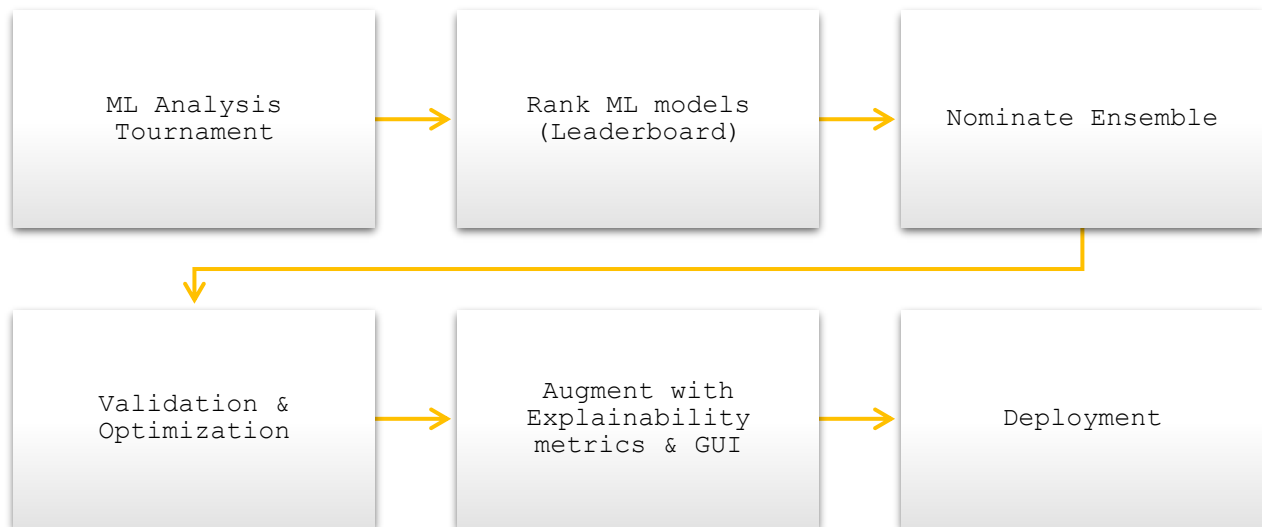 ML Analysis
Tournament
Rank ML models
(Leaderboard)
Nominate Ensemble
Validation &
Optimization
Augment with
Explainability
metrics & GUI
Deployment